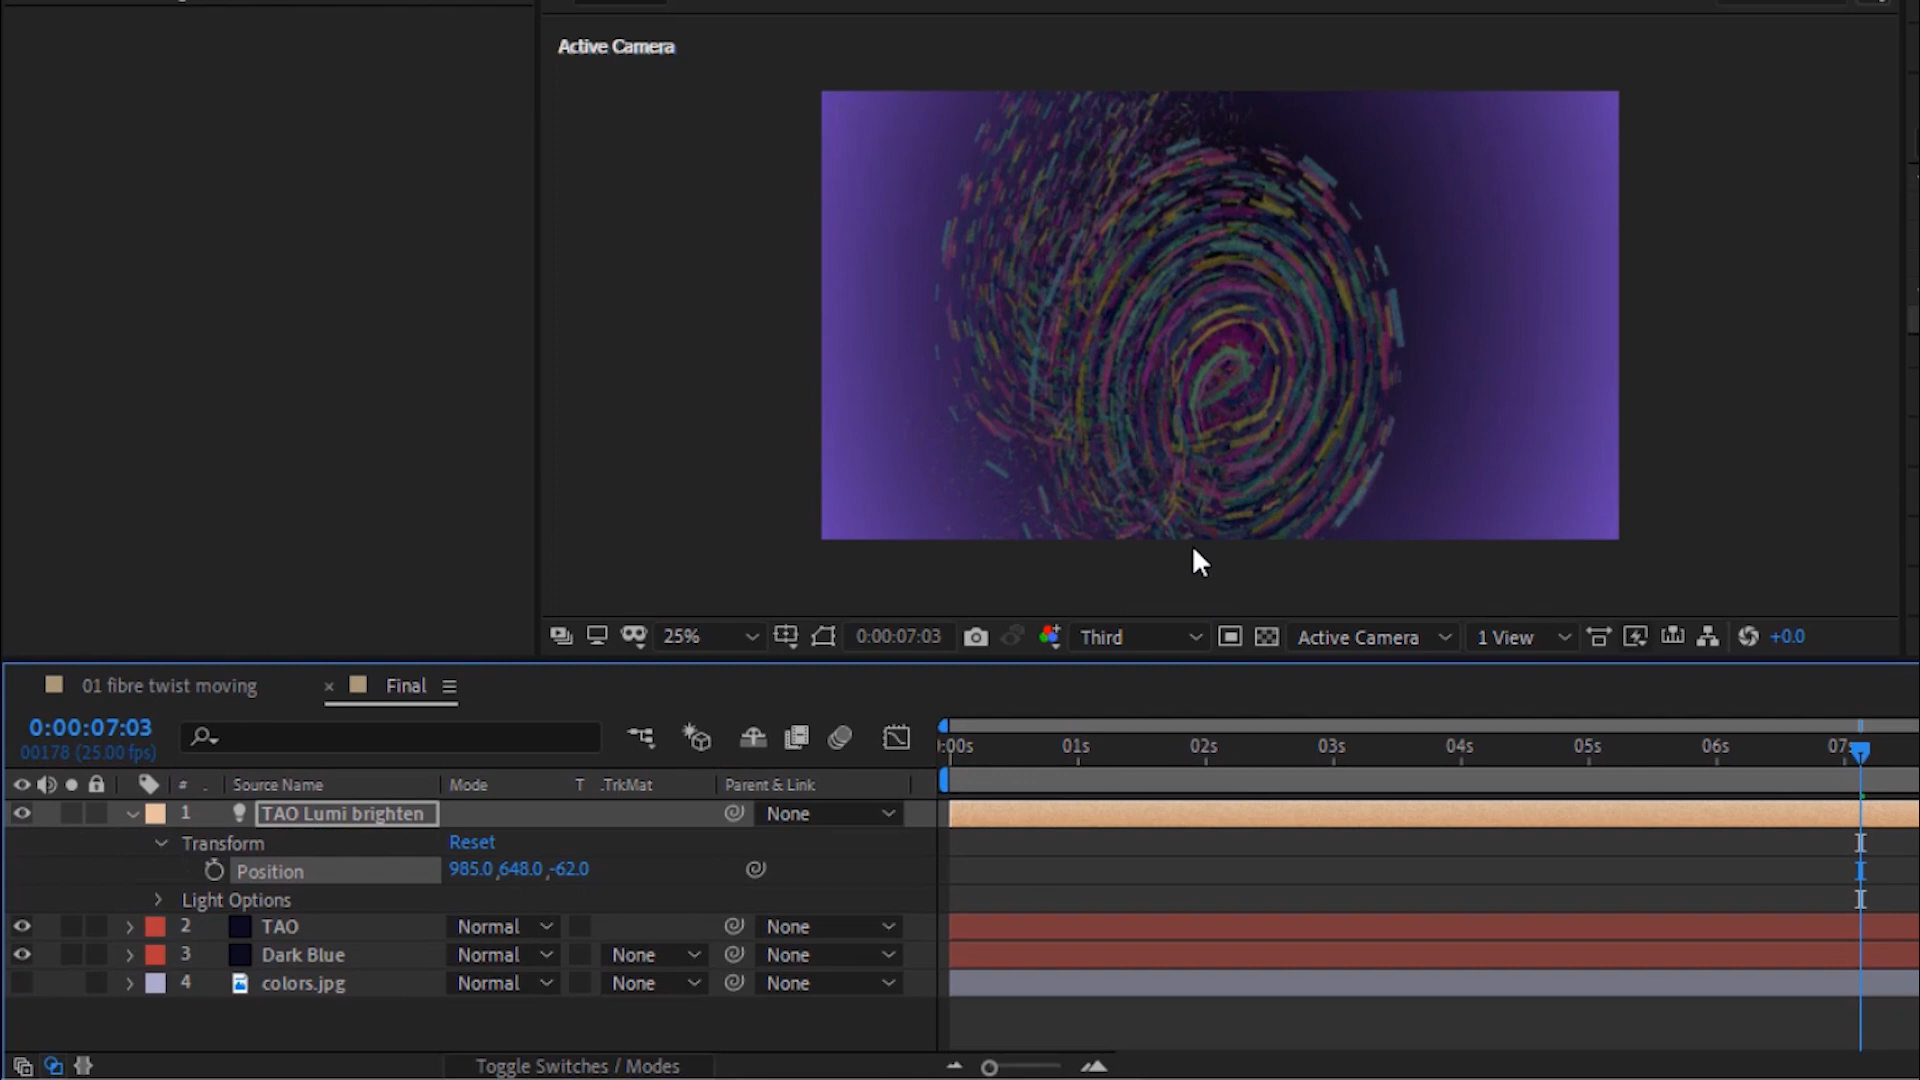 Active Camera
25%
0:00:07:03
Third
Active Camera
1 View
+0.0
01 fibre twist moving
× Final
0:00:07:03
00178 (25.00 fps)
:00s 01s 02s 03s 04s 05s 06s 07s
# . Source Name Mode T .TrkMat Parent & Link
1 TAO Lumi brighten None
Transform Reset
Position 985.0,648.0,-62.0
Light Options
2 TAO Normal None
3 Dark Blue Normal None None
4 colors.jpg Normal None None
Toggle Switches / Modes